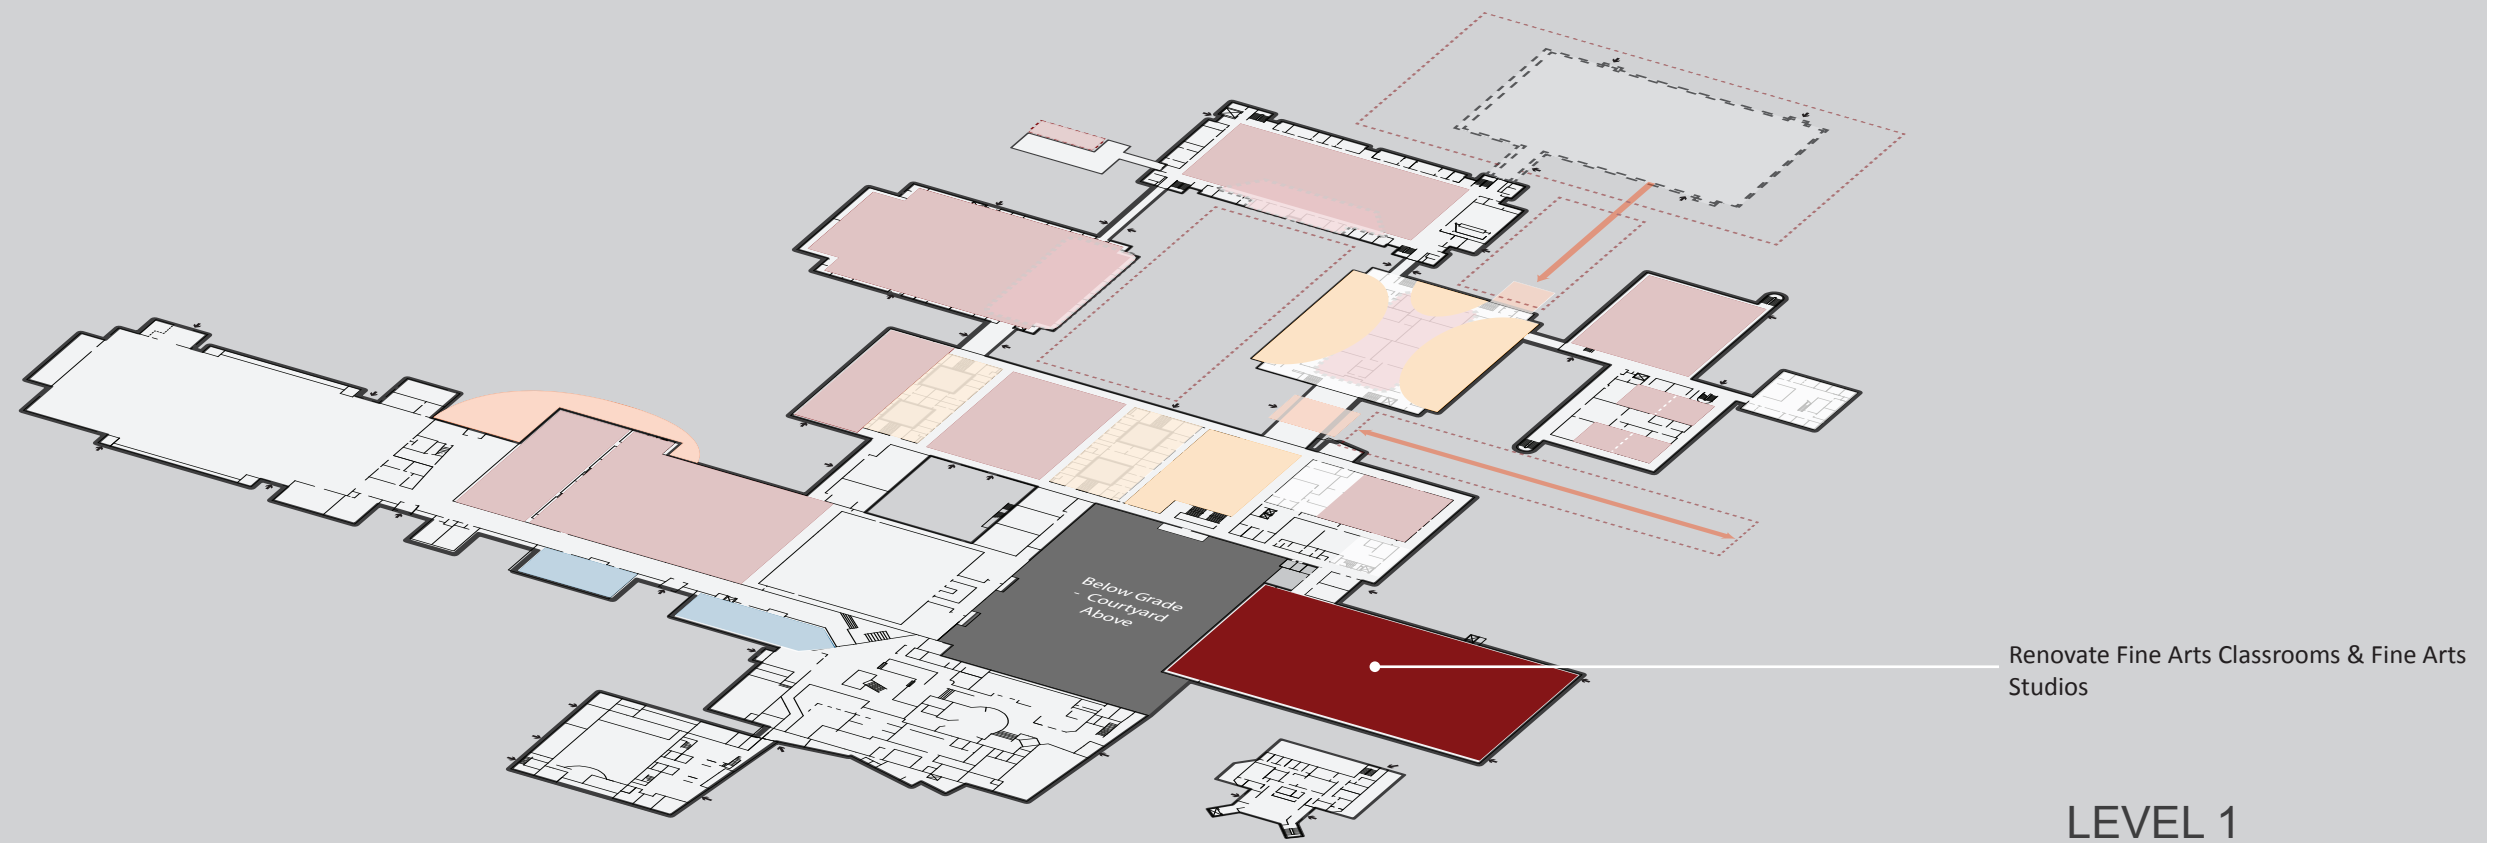 Below Grade
- Courtyard
Above
Renovate Fine Arts Classrooms & Fine Arts
Studios
LEVEL 1